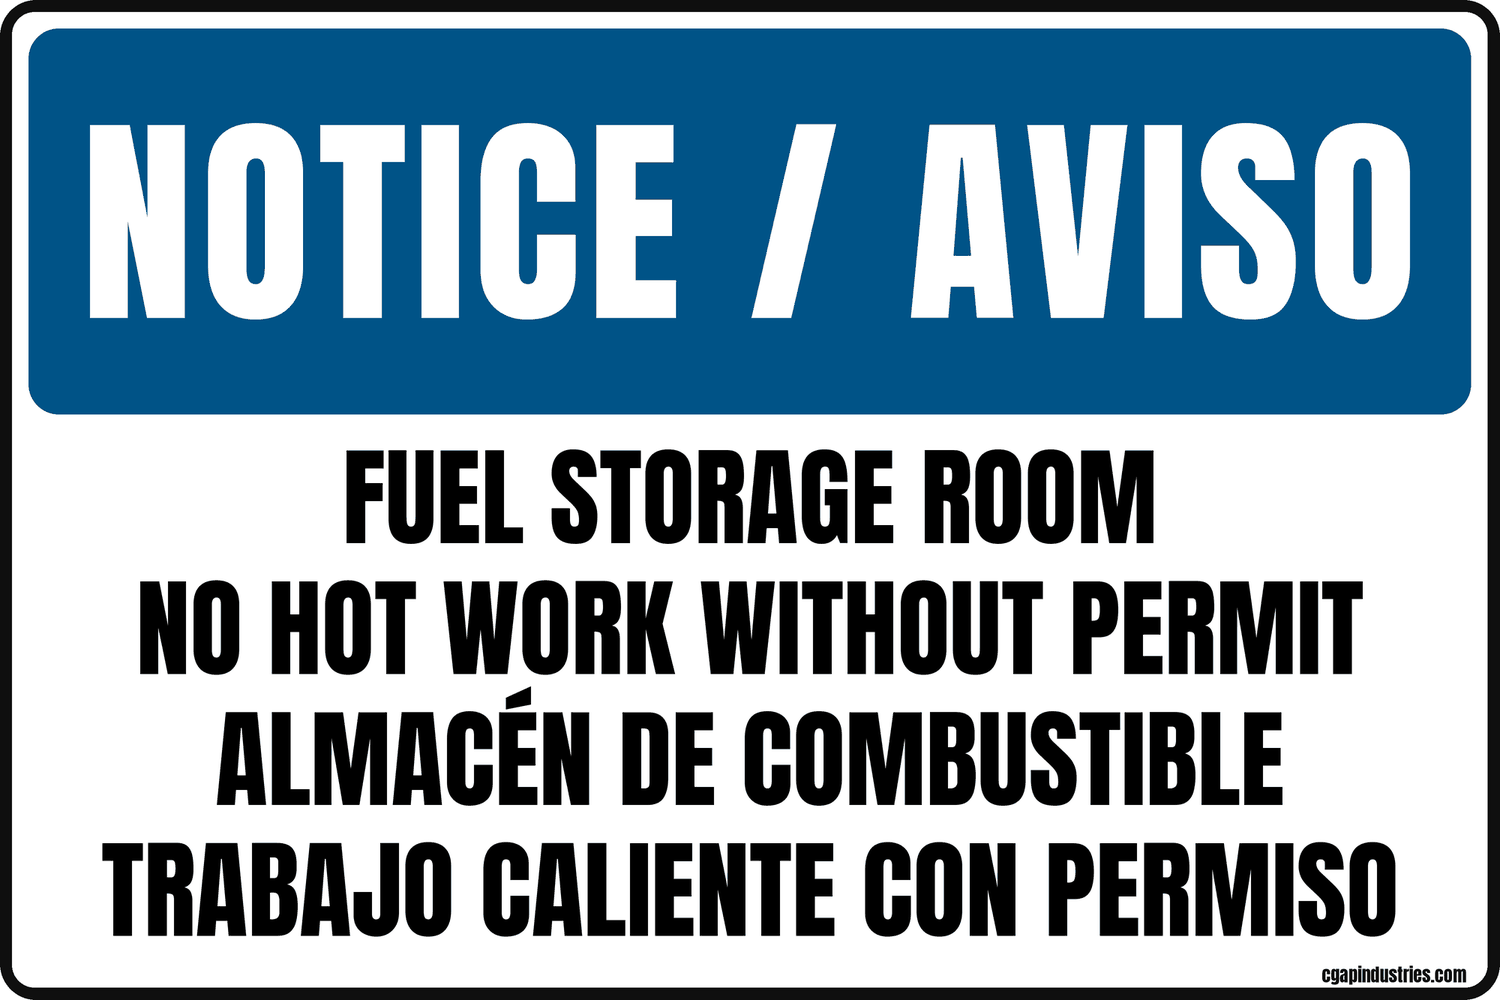 NOTICE / AVISO
FUEL STORAGE ROOM
NO HOT WORK WITHOUT PERMIT
ALMACÉN DE COMBUSTIBLE
TRABAJO CALIENTE CON PERMISO
cgapindustries.com